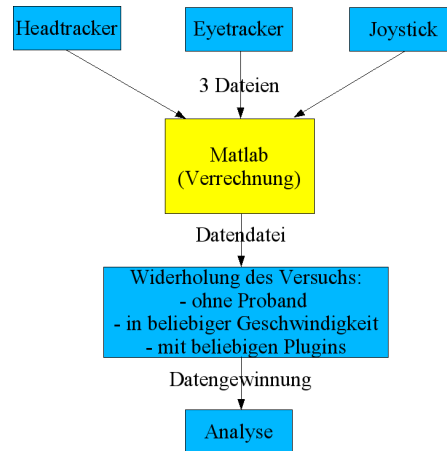 Headtracker
Eyetracker
Joystick
3 Dateien
Matlab
(Verrechnung)
Datendatei
Widerholung des Versuchs:
- ohne Proband
- in beliebiger Geschwindigkeit
- mit beliebigen Plugins
Datengewinnung
Analyse